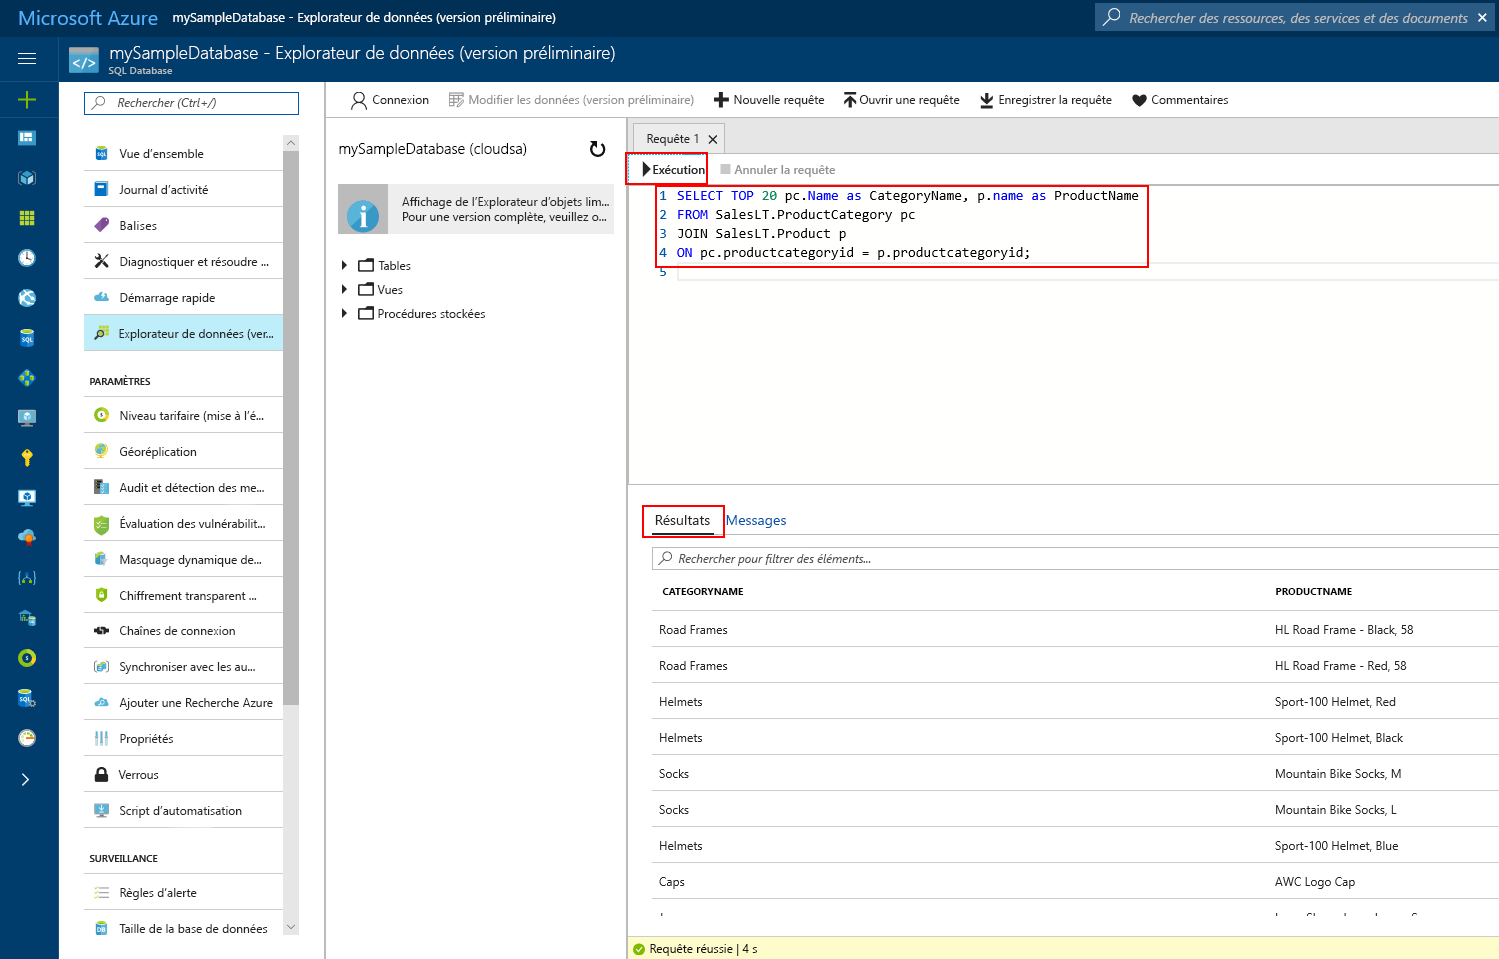 Microsoft Azure mySampleDatabase - Explorateur de données (version préliminaire)
Rechercher des ressources, des services et des documents
mySampleDatabase - Explorateur de données (version préliminaire)
SQL Database
Rechercher (Ctrl+/)
Vue d'ensemble
Journal d'activité
Balises
Diagnostiquer et résoudre ...
Démarrage rapide
Explorateur de données (ver...
PARAMÈTRES
Niveau tarifaire (mise à l'é...
Géoréplication
Audit et détection des me...
Évaluation des vulnérabilit...
Masquage dynamique de...
Chiffrement transparent ...
Chaînes de connexion
Synchroniser avec les au...
Ajouter une Recherche Azure
Propriétés
Verrous
Script d'automatisation
SURVEILLANCE
Règles d'alerte
Taille de la base de données
Connexion
Modifier les données (version préliminaire)
Nouvelle requête
Ouvrir une requête
Enregistrer la requête
Commentaires
mySampleDatabase (cloudsa)
Affichage de l'Explorateur d'objets lim...
Pour une version complète, veuillez o...
Tables
Vues
Procédures stockées
Requête 1
Exécution
Annuler la requête
1 SELECT TOP 20 pc.Name as CategoryName, p.name as ProductName
2 FROM SalesLT.ProductCategory pc
3 JOIN SalesLT.Product p
4 ON pc.productcategoryid = p.productcategoryid;
5
Résultats Messages
Rechercher pour filtrer des éléments...
CATEGORYNAME PRODUCTNAME
Road Frames HL Road Frame - Black, 58
Road Frames HL Road Frame - Red, 58
Helmets Sport-100 Helmet, Red
Helmets Sport-100 Helmet, Black
Socks Mountain Bike Socks, M
Socks Mountain Bike Socks, L
Helmets Sport-100 Helmet, Blue
Caps AWC Logo Cap
Requête réussie | 4 s